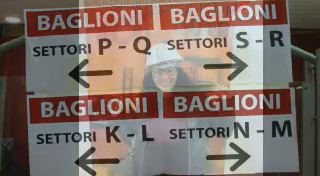 BAGLIONI
SETTORI P - Q
BAGLIONI
SETTORI S - R
BAGLIONI
SETTORI K - L
BAGLIONI
SETTORI N - M